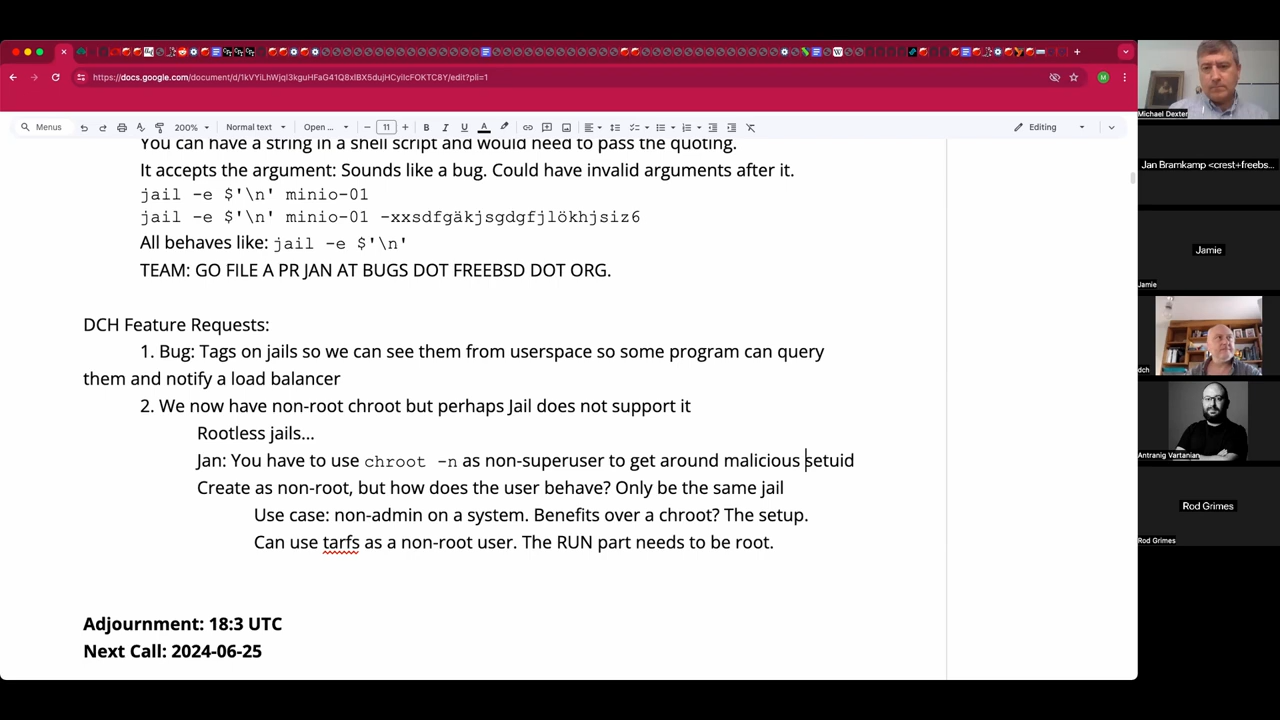 https://docs.google.com/document/d/1kVYiLhWjql3kguHFaG41Q8xIBX5dujHCyilcFOKTC8Y/edit?pli=1
M
Menus
200%
Normal text
Open ...
11
Editing
You can have a string in a shell script and would need to pass the quoting.
It accepts the argument: Sounds like a bug. Could have invalid arguments after it.
jail -e $'\n' minio-01
jail -e $'\n' minio-01 -xxsdfgäkjsgdgfjlökhjsiz6
All behaves like: jail -e $'\n'
TEAM: GO FILE A PR JAN AT BUGS DOT FREEBSD DOT ORG.
DCH Feature Requests:
1. Bug: Tags on jails so we can see them from userspace so some program can query
them and notify a load balancer
2. We now have non-root chroot but perhaps Jail does not support it
Rootless jails...
Jan: You have to use chroot -n as non-superuser to get around malicious setuid
Create as non-root, but how does the user behave? Only be the same jail
Use case: non-admin on a system. Benefits over a chroot? The setup.
Can use tarfs as a non-root user. The RUN part needs to be root.
Adjournment: 18:3 UTC
Next Call: 2024-06-25
Michael Dexter
Jan Bramkamp <crest+freebs...
Jamie
Jamie
dch
Antranig Vartanian
Rod Grimes
Rod Grimes